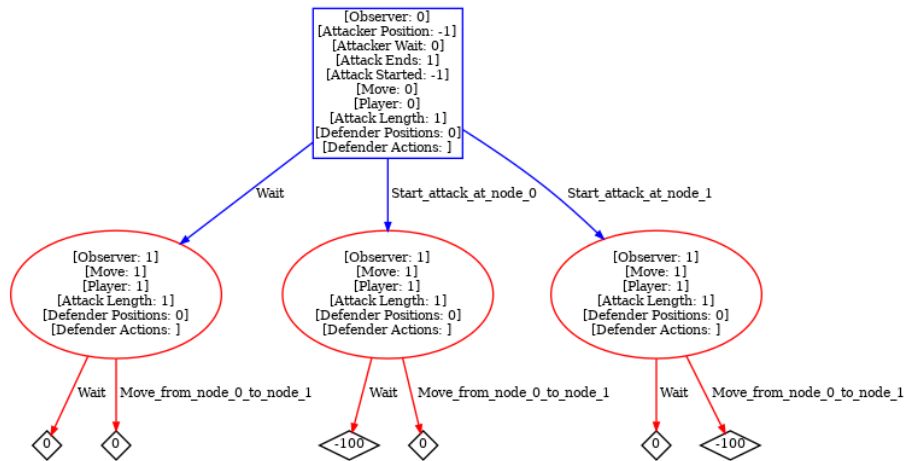 [Observer: 0]
[Attacker Position: -1]
[Attacker Wait: 0]
[Attack Ends: 1]
[Attack Started: -1]
[Move: 0]
[Player: 0]
[Attack Length: 1]
[Defender Positions: 0]
[Defender Actions: ]
Wait
Start_attack_at_node_0
Start_attack_at_node_1
[Observer: 1]
[Move: 1]
[Player: 1]
[Attack Length: 1]
[Defender Positions: 0]
[Defender Actions: ]
[Observer: 1]
[Move: 1]
[Player: 1]
[Attack Length: 1]
[Defender Positions: 0]
[Defender Actions: ]
[Observer: 1]
[Move: 1]
[Player: 1]
[Attack Length: 1]
[Defender Positions: 0]
[Defender Actions: ]
Wait
Move_from_node_0_to_node_1
Wait
Move_from_node_0_to_node_1
Wait
Move_from_node_0_to_node_1
0
0
-100
0
0
-100